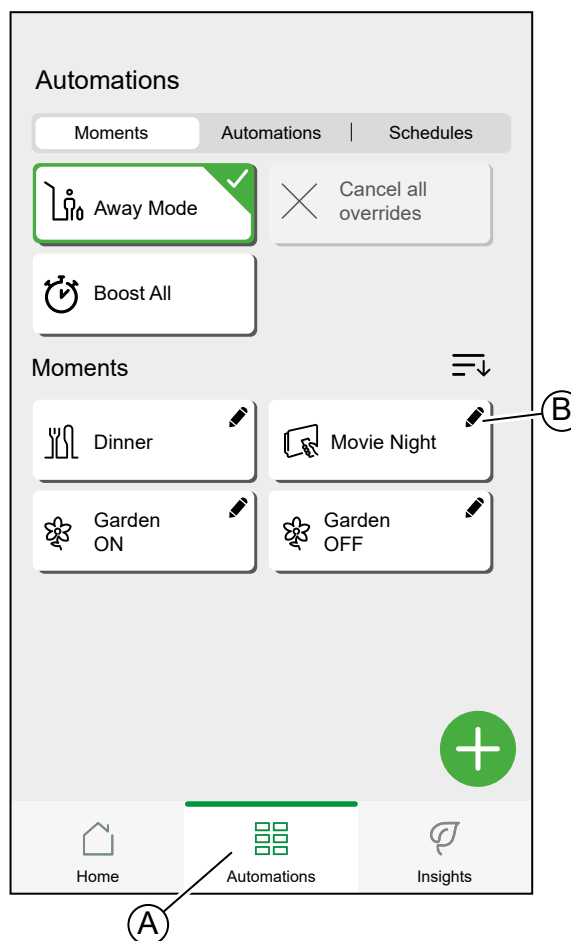 Automations
Moments Automations | Schedules
Away Mode
Cancel all
overrides
Boost All
Moments
B
Dinner
Movie Night
Garden
ON
Garden
OFF
Home Automations Insights
A